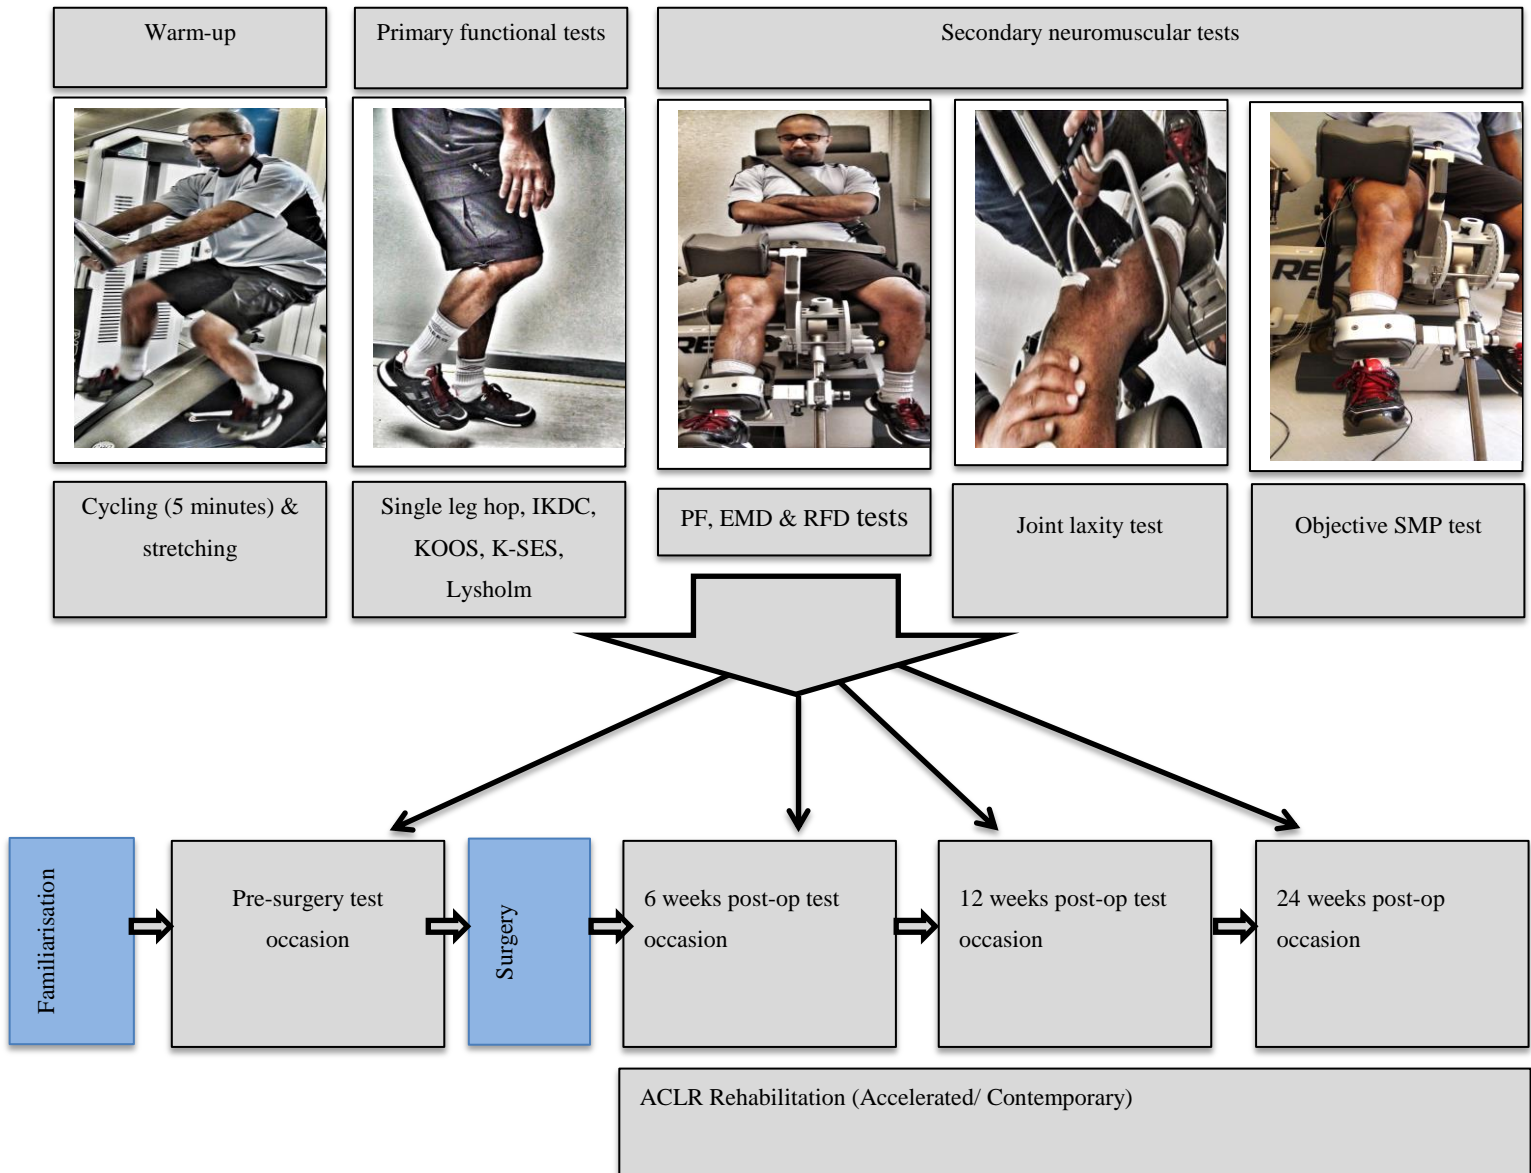 Warm-up
Primary functional tests
Secondary neuromuscular tests
REV
RE
Cycling (5 minutes) &
stretching
Single leg hop, IKDC,
KOOS, K-SES,
Lysholm
PF, EMD & RFD tests
Joint laxity test
Objective SMP test
Familiarisation
Pre-surgery test
occasion
Surgery
6 weeks post-op test
occasion
12 weeks post-op test
occasion
24 weeks post-op
occasion
ACLR Rehabilitation (Accelerated/ Contemporary)